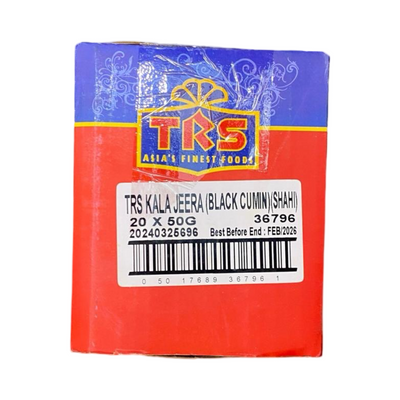 TRS
ASIA'S FINEST FOODS
TRS KALA JEERA (BLACK CUMIN)(SHAHI)
20 X 50G 36796
20240325696 Best Before End : FEB/2026
0 50 17689 36796 1